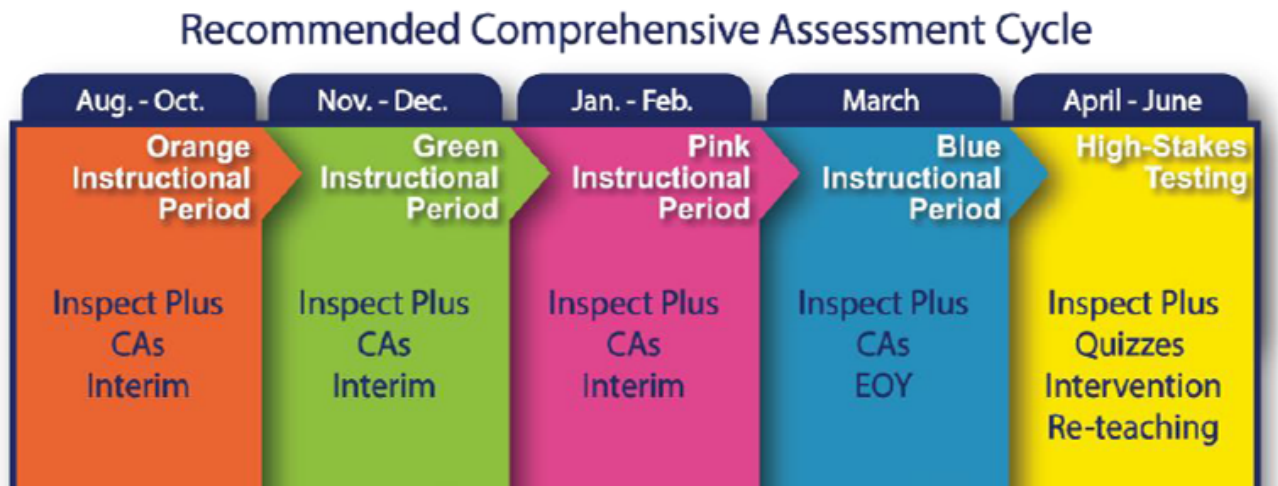 Recommended Comprehensive Assessment Cycle
Aug. - Oct.
Nov. - Dec.
Jan. - Feb.
March
April - June
Orange
Instructional
Period
Green
Instructional
Period
Pink
Instructional
Period
Blue
Instructional
Period
High-Stakes
Testing
Inspect Plus
CAs
Interim
Inspect Plus
CAs
Interim
Inspect Plus
CAs
Interim
Inspect Plus
CAs
EOY
Inspect Plus
Quizzes
Intervention
Re-teaching